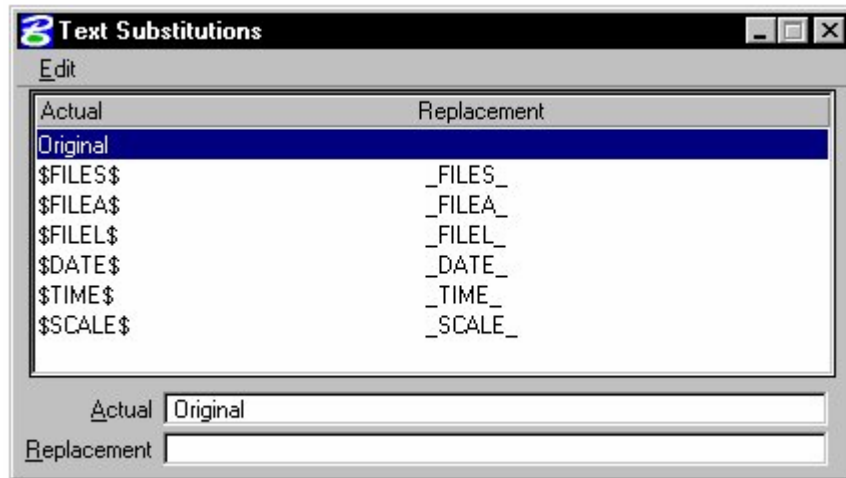 Text Substitutions
Edit
Actual Replacement
Original
$FILES$ _FILES_
$FILEA$ _FILEA_
$FILEL$ _FILEL_
$DATE$ _DATE_
$TIME$ _TIME_
$SCALE$ _SCALE_
Actual Original
Replacement